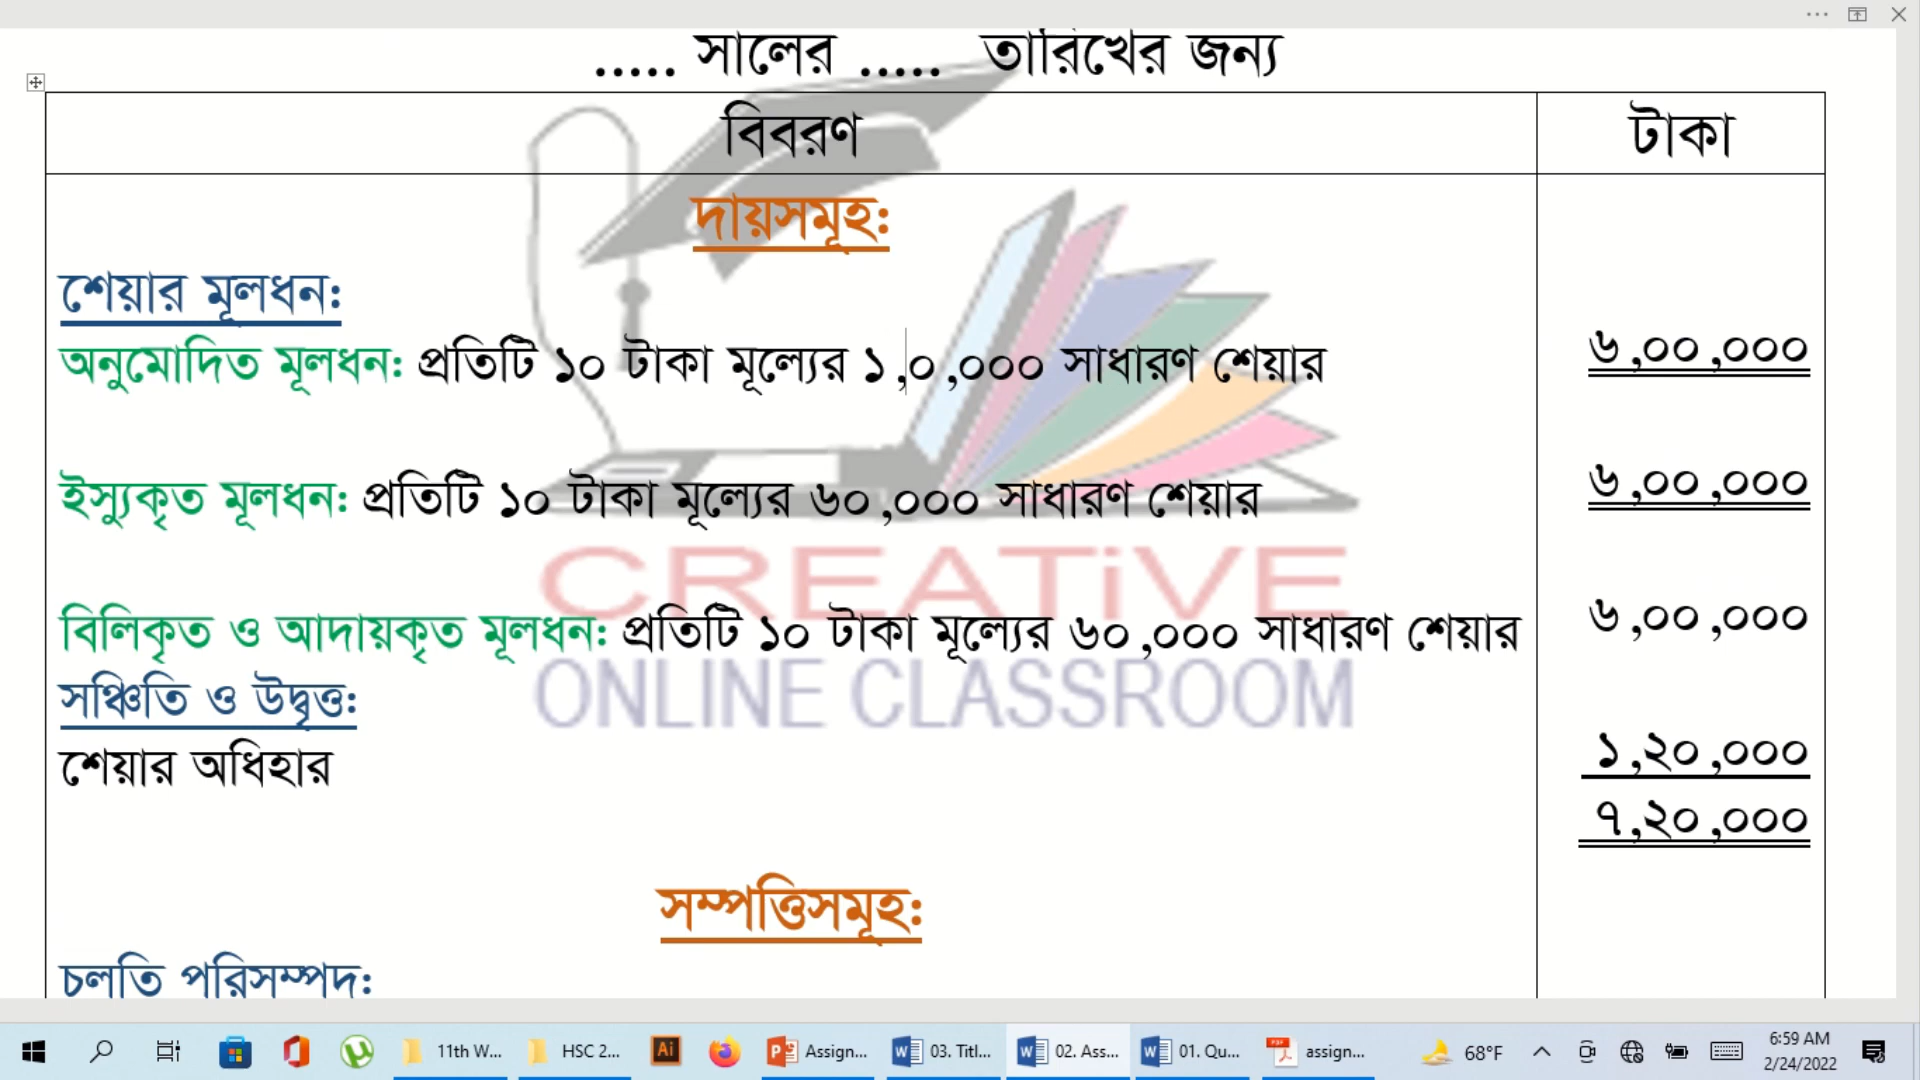 ..... সালের ..... তারিখের জন্য
বিবরণ টাকা
দায়সমূহ:
শেয়ার মূলধন:
অনুমোদিত মূলধন: প্রতিটি ১০ টাকা মূল্যের ১,০,০০০ সাধারণ শেয়ার ৬,০০,০০০
ইস্যুকৃত মূলধন: প্রতিটি ১০ টাকা মূল্যের ৬০,০০০ সাধারণ শেয়ার ৬,০০,০০০
CREATiVE
বিলিকৃত ও আদায়কৃত মূলধন: প্রতিটি ১০ টাকা মূল্যের ৬০,০০০ সাধারণ শেয়ার ৬,০০,০০০
ONLINE CLASSROOM
সঞ্চিতি ও উদ্বৃত্ত:
শেয়ার অধিহার ১,২০,০০০
৭,২০,০০০
সম্পত্তিসমূহ:
চলতি পরিসম্পদ:
11th W... HSC 2... Ai Assign... 03. Titl... 02. Ass... 01. Qu... assign... 68°F 6:59 AM
2/24/2022